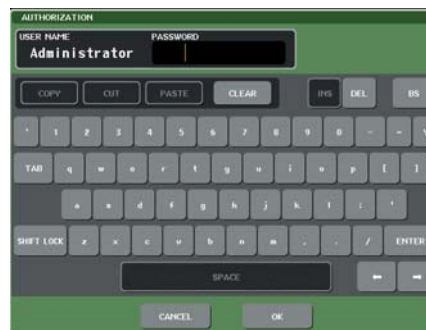 AUTHORIZATION
USER NAME PASSWORD
Administrator
COPY CUT PASTE CLEAR INS DEL BS
' 1 2 3 4 5 6 7 8 9 0 - = \
TAB q w e r t y u i o p [ ]
a s d f g h j k l ; '
SHIFT LOCK z x c v b n m , . / ENTER
SPACE ← →
CANCEL OK